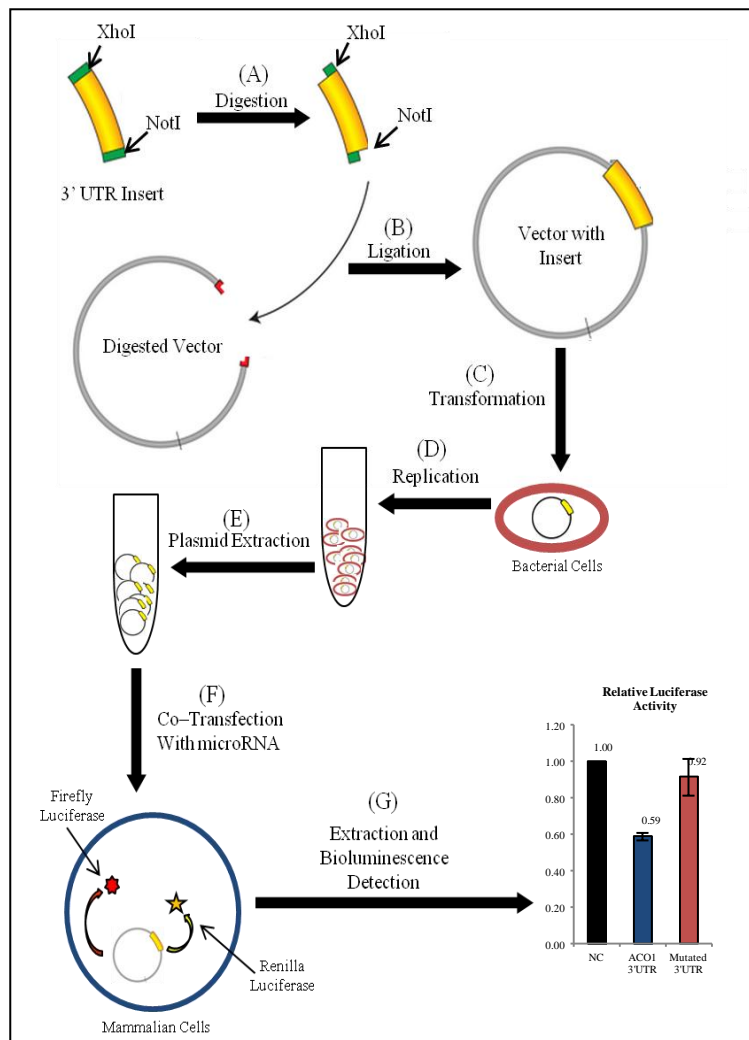 XhoI
XhoI
(A)
Digestion
NotI
NotI
3' UTR Insert
(B)
Ligation
Vector with
Insert
Digested Vector
(C)
Transformation
(D)
Replication
(E)
Plasmid Extraction
Bacterial Cells
(F)
Co–Transfection
With microRNA
Firefly
Luciferase
(G)
Extraction and
Bioluminescence
Detection
Renilla
Luciferase
Mammalian Cells
Relative Luciferase
Activity
1.20
1.00
0.80
0.60
0.40
0.20
0.00
1.00
0.59
0.92
NC
ACO1
3'UTR
Mutated
3'UTR